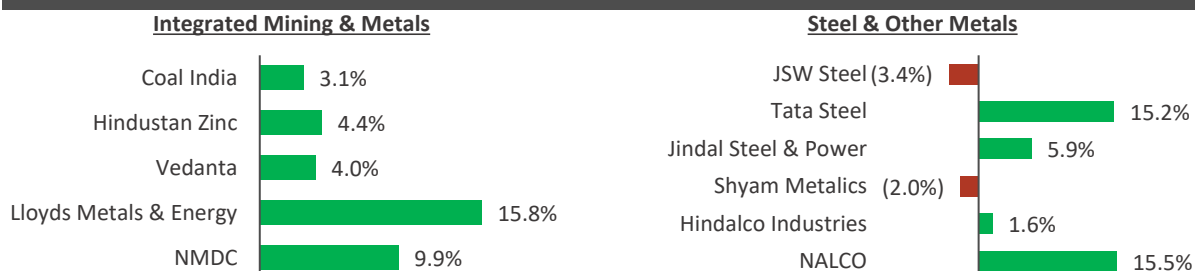 Integrated Mining & Metals
Coal India 3.1%
Hindustan Zinc 4.4%
Vedanta 4.0%
Lloyds Metals & Energy 15.8%
NMDC 9.9%
Steel & Other Metals
JSW Steel (3.4%)
Tata Steel 15.2%
Jindal Steel & Power 5.9%
Shyam Metalics (2.0%)
Hindalco Industries 1.6%
NALCO 15.5%